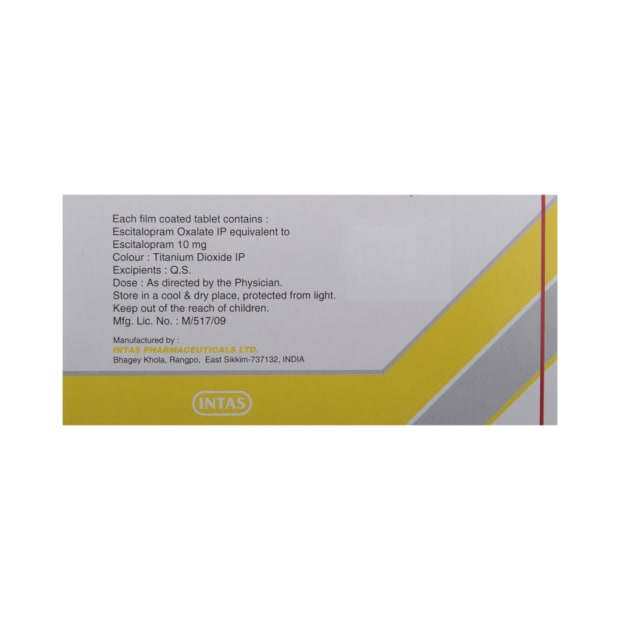 Each film coated tablet contains :
Escitalopram Oxalate IP equivalent to
Escitalopram 10 mg
Colour : Titanium Dioxide IP
Excipients : Q.S.
Dose : As directed by the Physician.
Store in a cool & dry place, protected from light.
Keep out of the reach of children.
Mfg. Lic. No. : M/517/09
Manufactured by :
INTAS PHARMACEUTICALS LTD.
Bhagey Khola, Rangpo, East Sikkim-737132, INDIA
INTAS